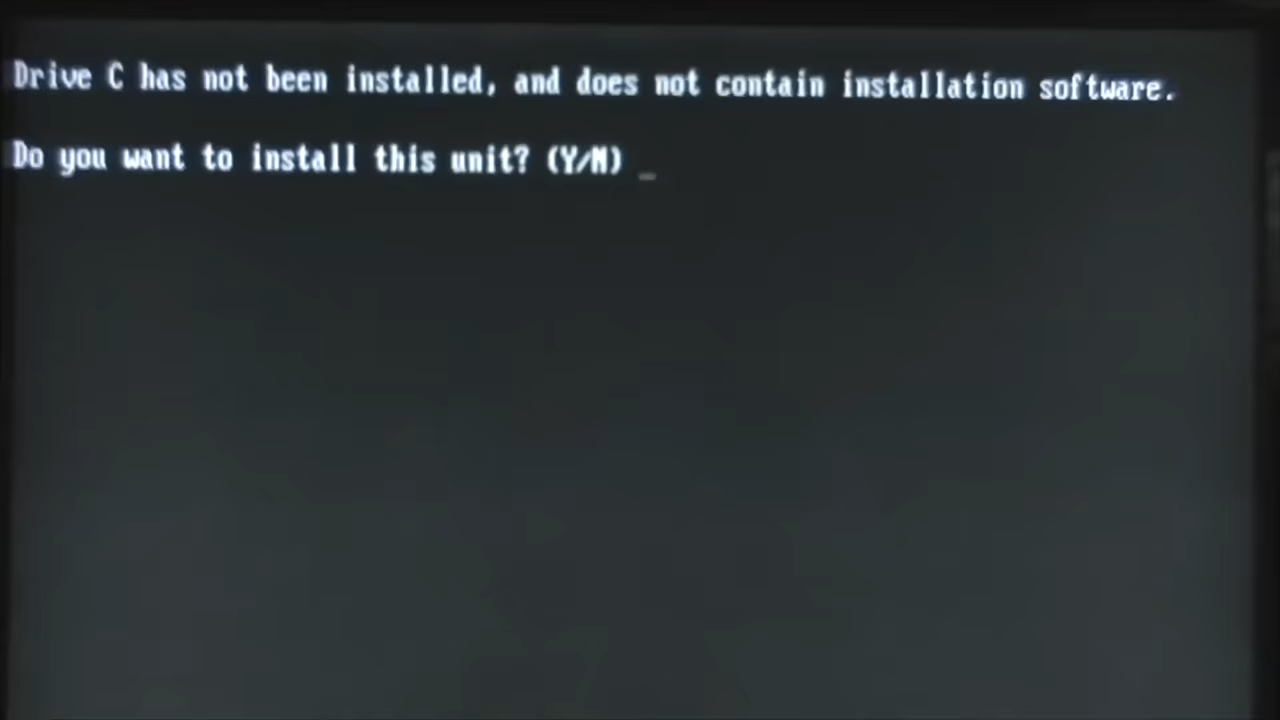 Drive C has not been installed, and does not contain installation software.
Do you want to install this unit? (Y/N) _